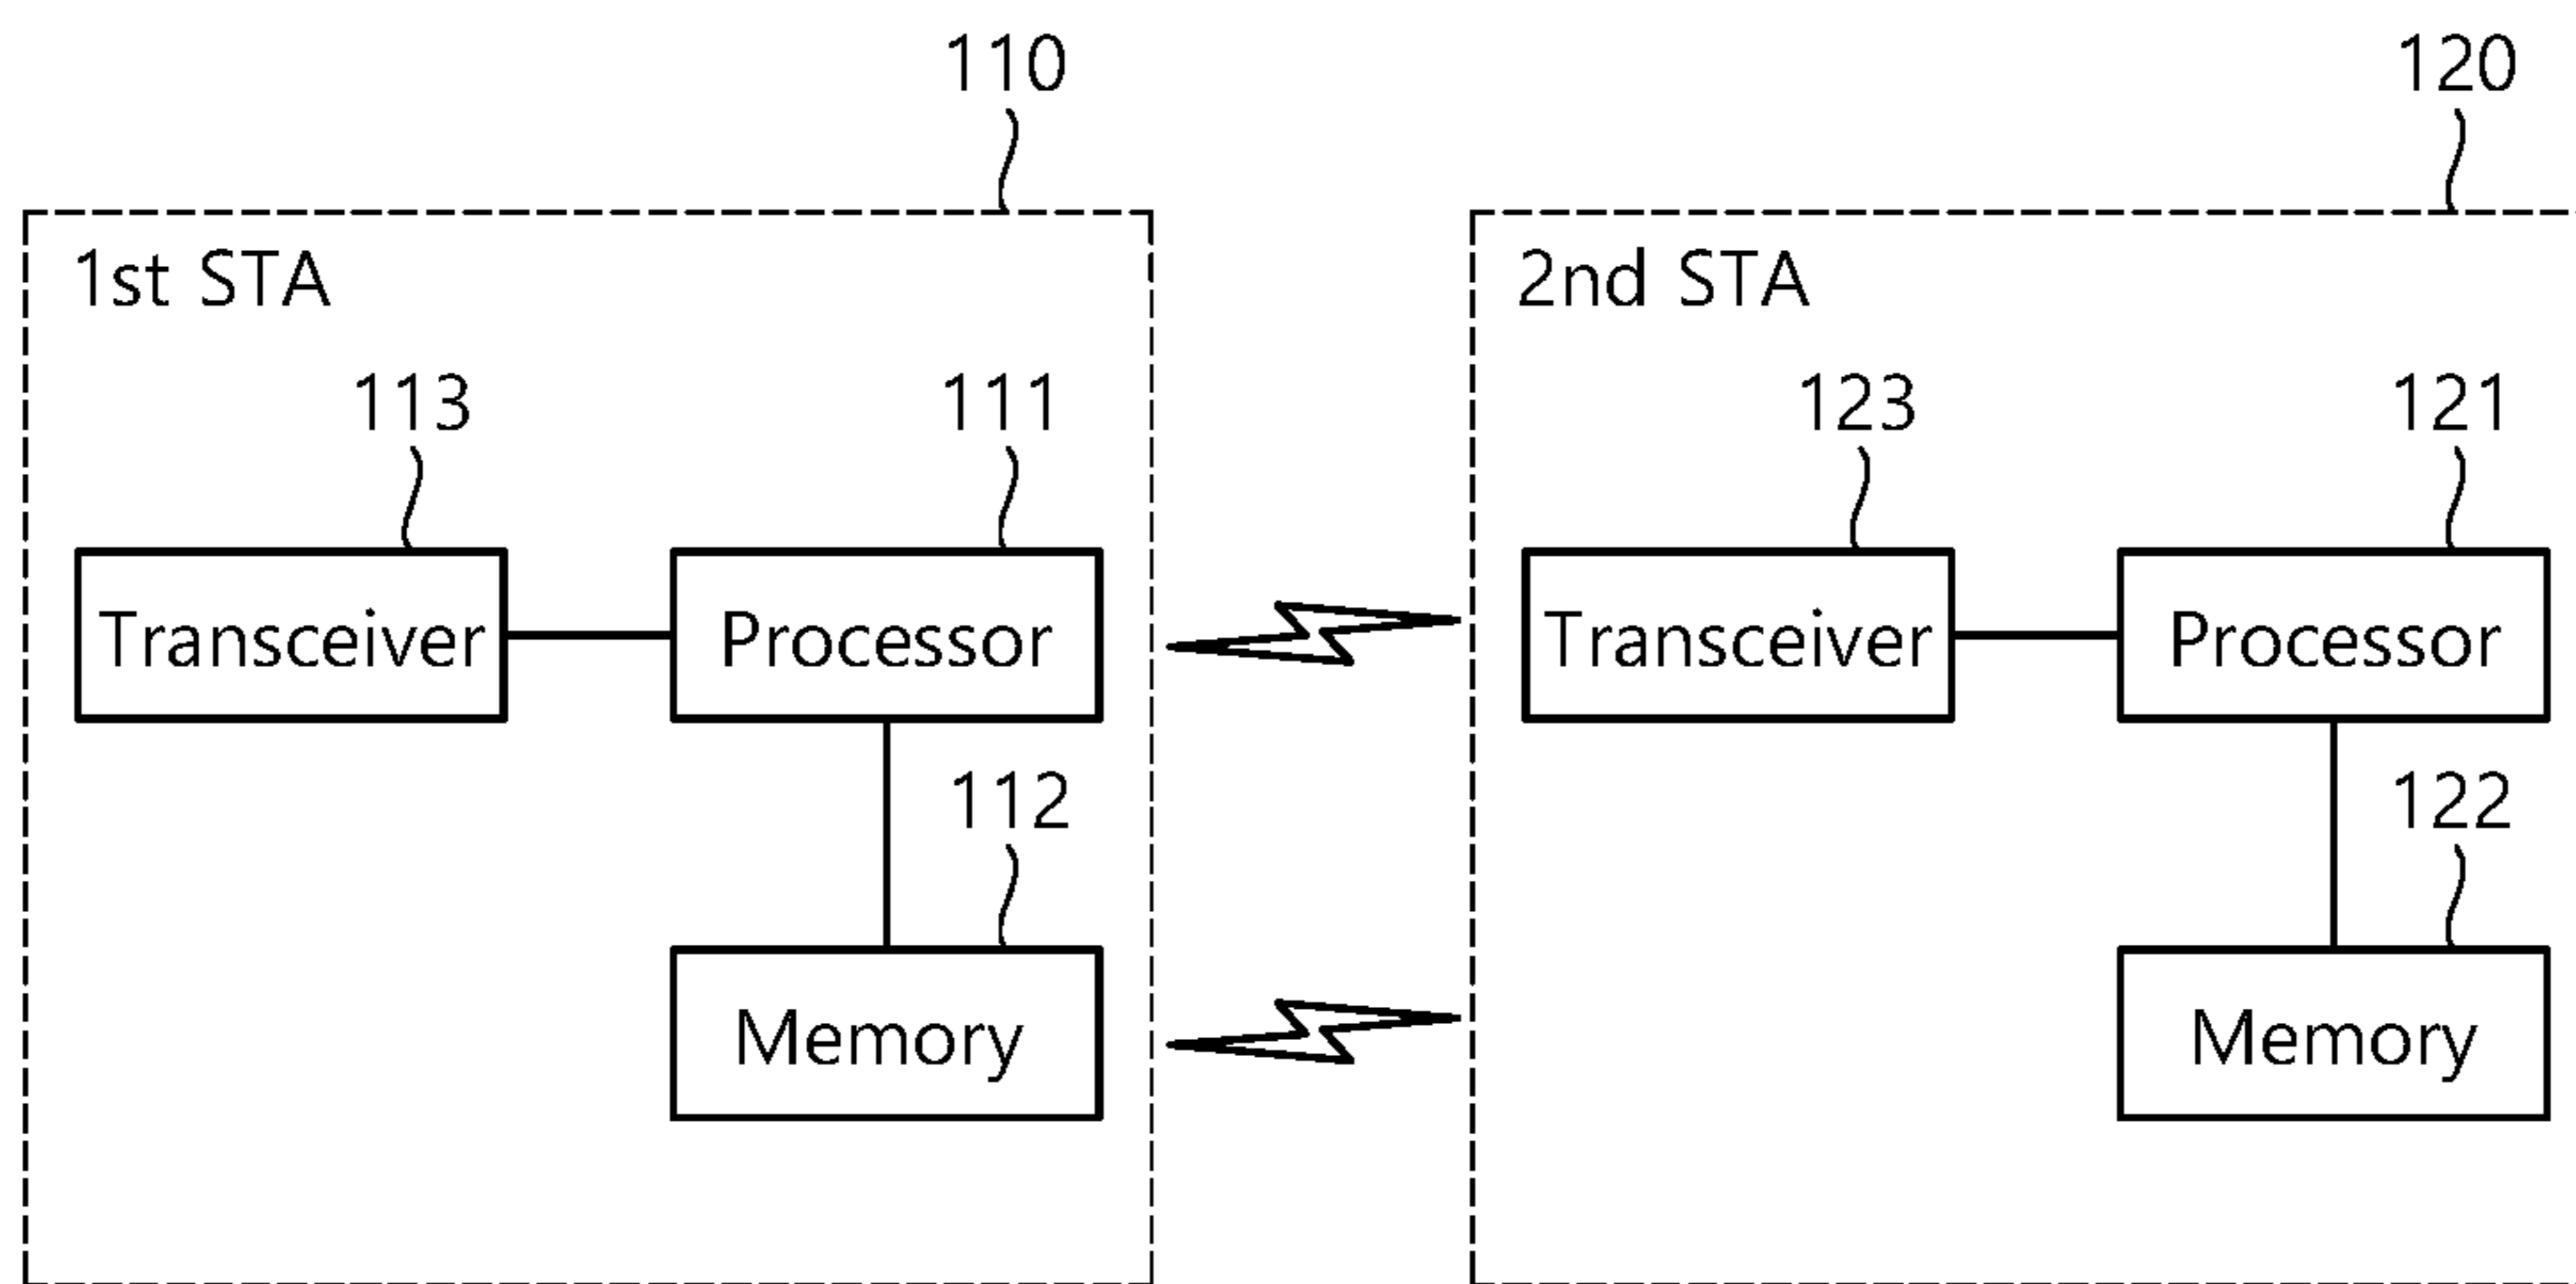 110
120
1st STA
2nd STA
113
111
123
121
Transceiver
Processor
Transceiver
Processor
112
122
Memory
Memory